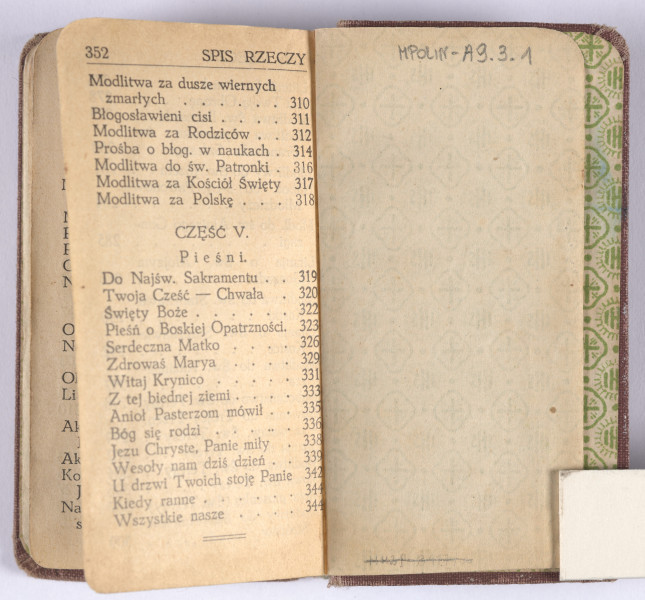 352 SPIS RZECZY
Modlitwa za dusze wiernych
zmarłych . . . . . . 310
Błogosławieni cisi . . . . 311
Modlitwa za Rodziców . . 312
Prośba o błog. w naukach . 314
Modlitwa do św. Patronki . 316
Modlitwa za Kościół Święty 317
Modlitwa za Polskę . . . 318
CZĘŚĆ V.
Pieśni.
Do Najśw. Sakramentu . . 319
Twoja Cześć — Chwała . 320
Święty Boże . . . . . . 322
Pieśń o Boskiej Opatrzności. 323
Serdeczna Matko . . . . 326
Zdrowaś Marya . . . . 329
Witaj Krynico . . . . . 331
Z tej biednej ziemi . . . . 333
Anioł Pasterzom mówił . . 335
Bóg się rodzi . . . . . 336
Jezu Chryste, Panie miły . 338
Wesoły nam dziś dzień . . 339
U drzwi Twoich stoję Panie 342
Kiedy ranne . . . . . . 344
Wszystkie nasze . . . . 344
MPOLIN-A9.3.1